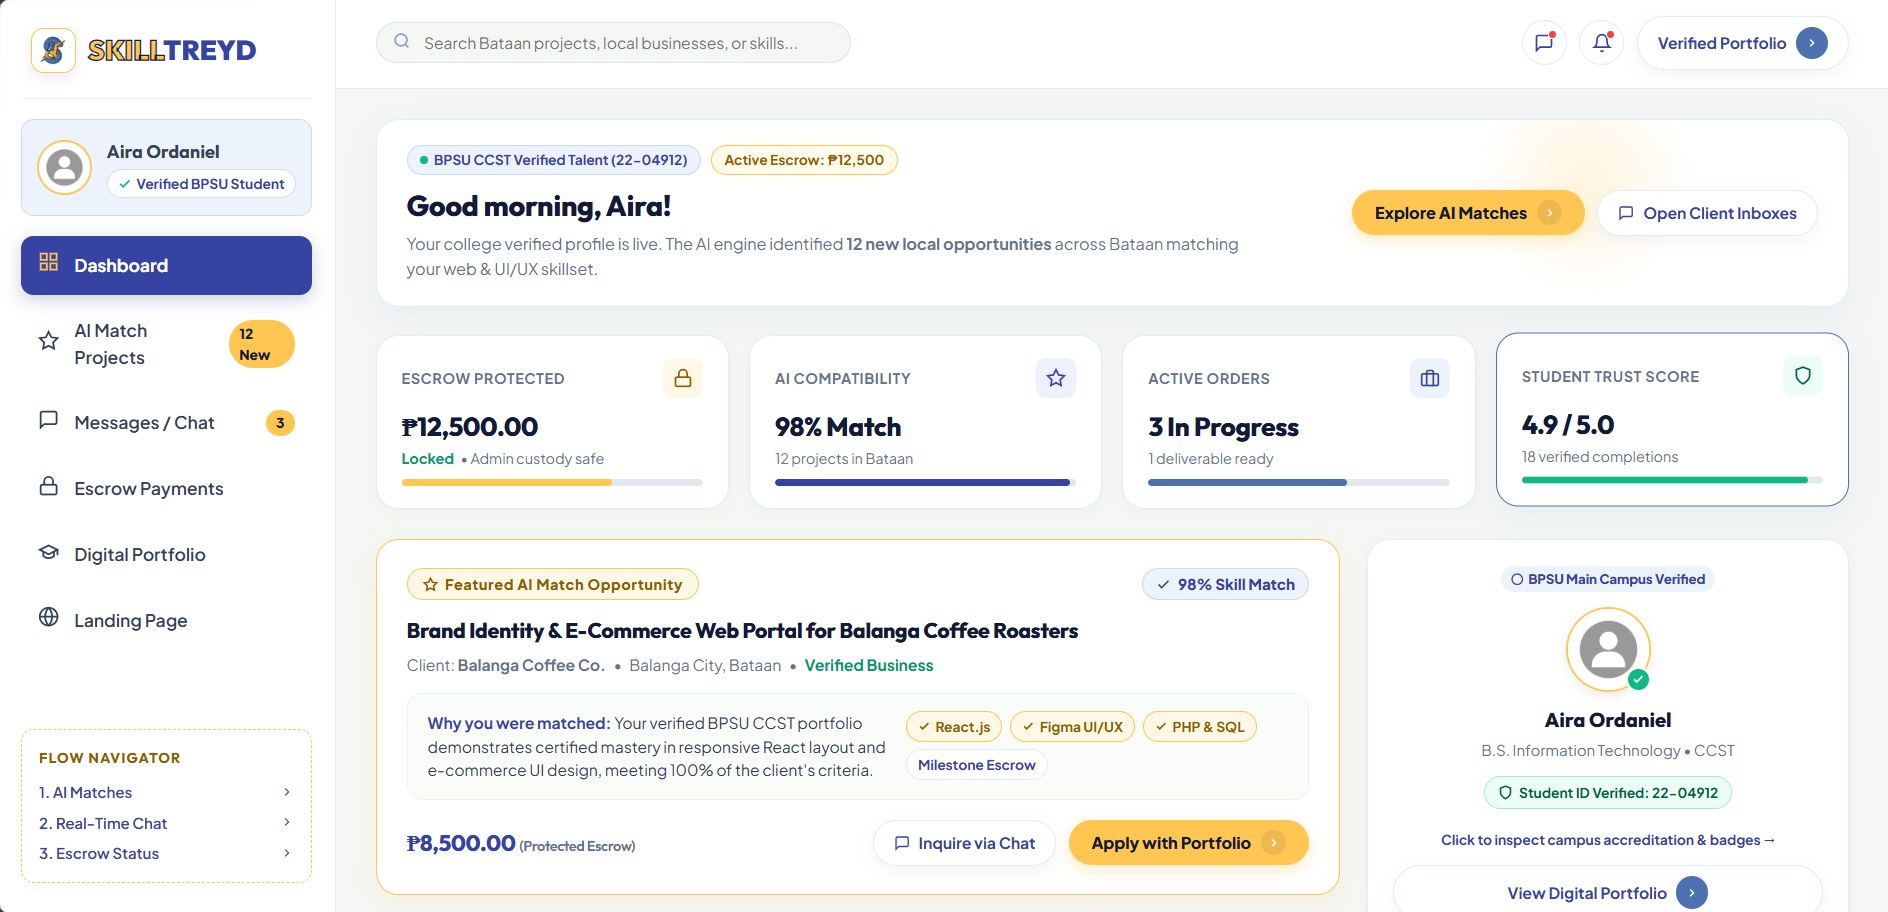 SKILLTREYD
Search Bataan projects, local businesses, or skills...
Verified Portfolio
Aira Ordaniel
Verified BPSU Student
Dashboard
AI Match
Projects
12
New
Messages / Chat
3
Escrow Payments
Digital Portfolio
Landing Page
FLOW NAVIGATOR
1. AI Matches
2. Real-Time Chat
3. Escrow Status
BPSU CCST Verified Talent (22-04912)
Active Escrow: ₱12,500
Good morning, Aira!
Your college verified profile is live. The AI engine identified 12 new local opportunities across Bataan matching
your web & UI/UX skillset.
Explore AI Matches
Open Client Inboxes
ESCROW PROTECTED
₱12,500.00
Locked • Admin custody safe
AI COMPATIBILITY
98% Match
12 projects in Bataan
ACTIVE ORDERS
3 In Progress
1 deliverable ready
STUDENT TRUST SCORE
4.9 / 5.0
18 verified completions
Featured AI Match Opportunity
98% Skill Match
Brand Identity & E-Commerce Web Portal for Balanga Coffee Roasters
Client: Balanga Coffee Co. • Balanga City, Bataan • Verified Business
Why you were matched: Your verified BPSU CCST portfolio
demonstrates certified mastery in responsive React layout and
e-commerce UI design, meeting 100% of the client's criteria.
React.js
Figma UI/UX
PHP & SQL
Milestone Escrow
₱8,500.00 (Protected Escrow)
Inquire via Chat
Apply with Portfolio
BPSU Main Campus Verified
Aira Ordaniel
B.S. Information Technology • CCST
Student ID Verified: 22-04912
Click to inspect campus accreditation & badges →
View Digital Portfolio